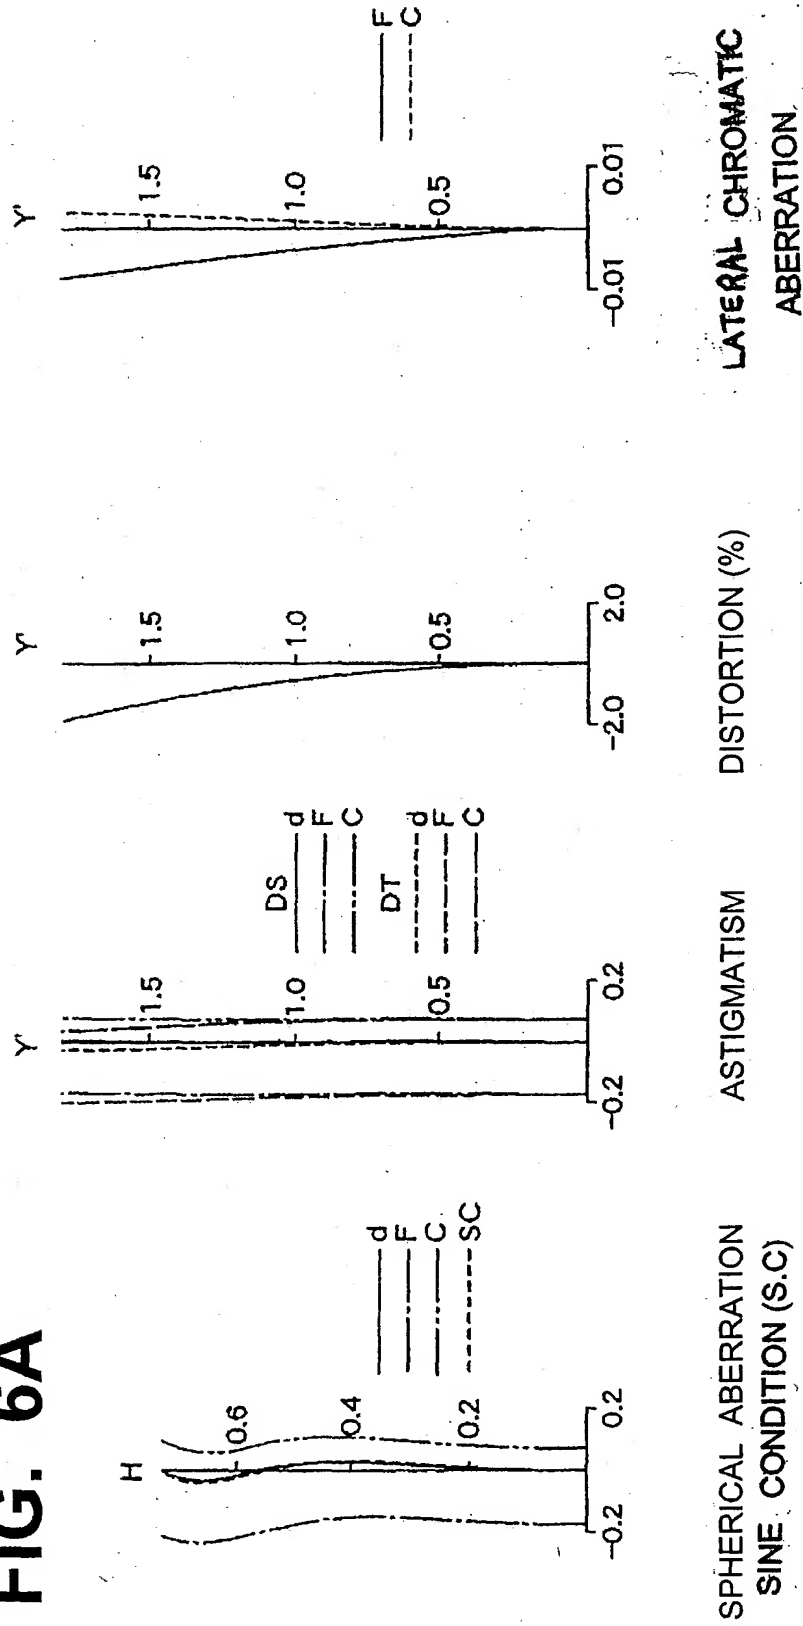 FIG. 6A
H
0.6
0.4
0.2
-0.2
0.2
d
F
C
SC
SPHERICAL ABERRATION
SINE CONDITION (S.C)
Y'
1.5
1.0
0.5
-0.2
0.2
DS
d
F
C
DT
d
F
C
ASTIGMATISM
Y'
1.5
1.0
0.5
-2.0
2.0
DISTORTION (%)
Y'
1.5
1.0
0.5
-0.01
0.01
F
C
LATERAL CHROMATIC
ABERRATION